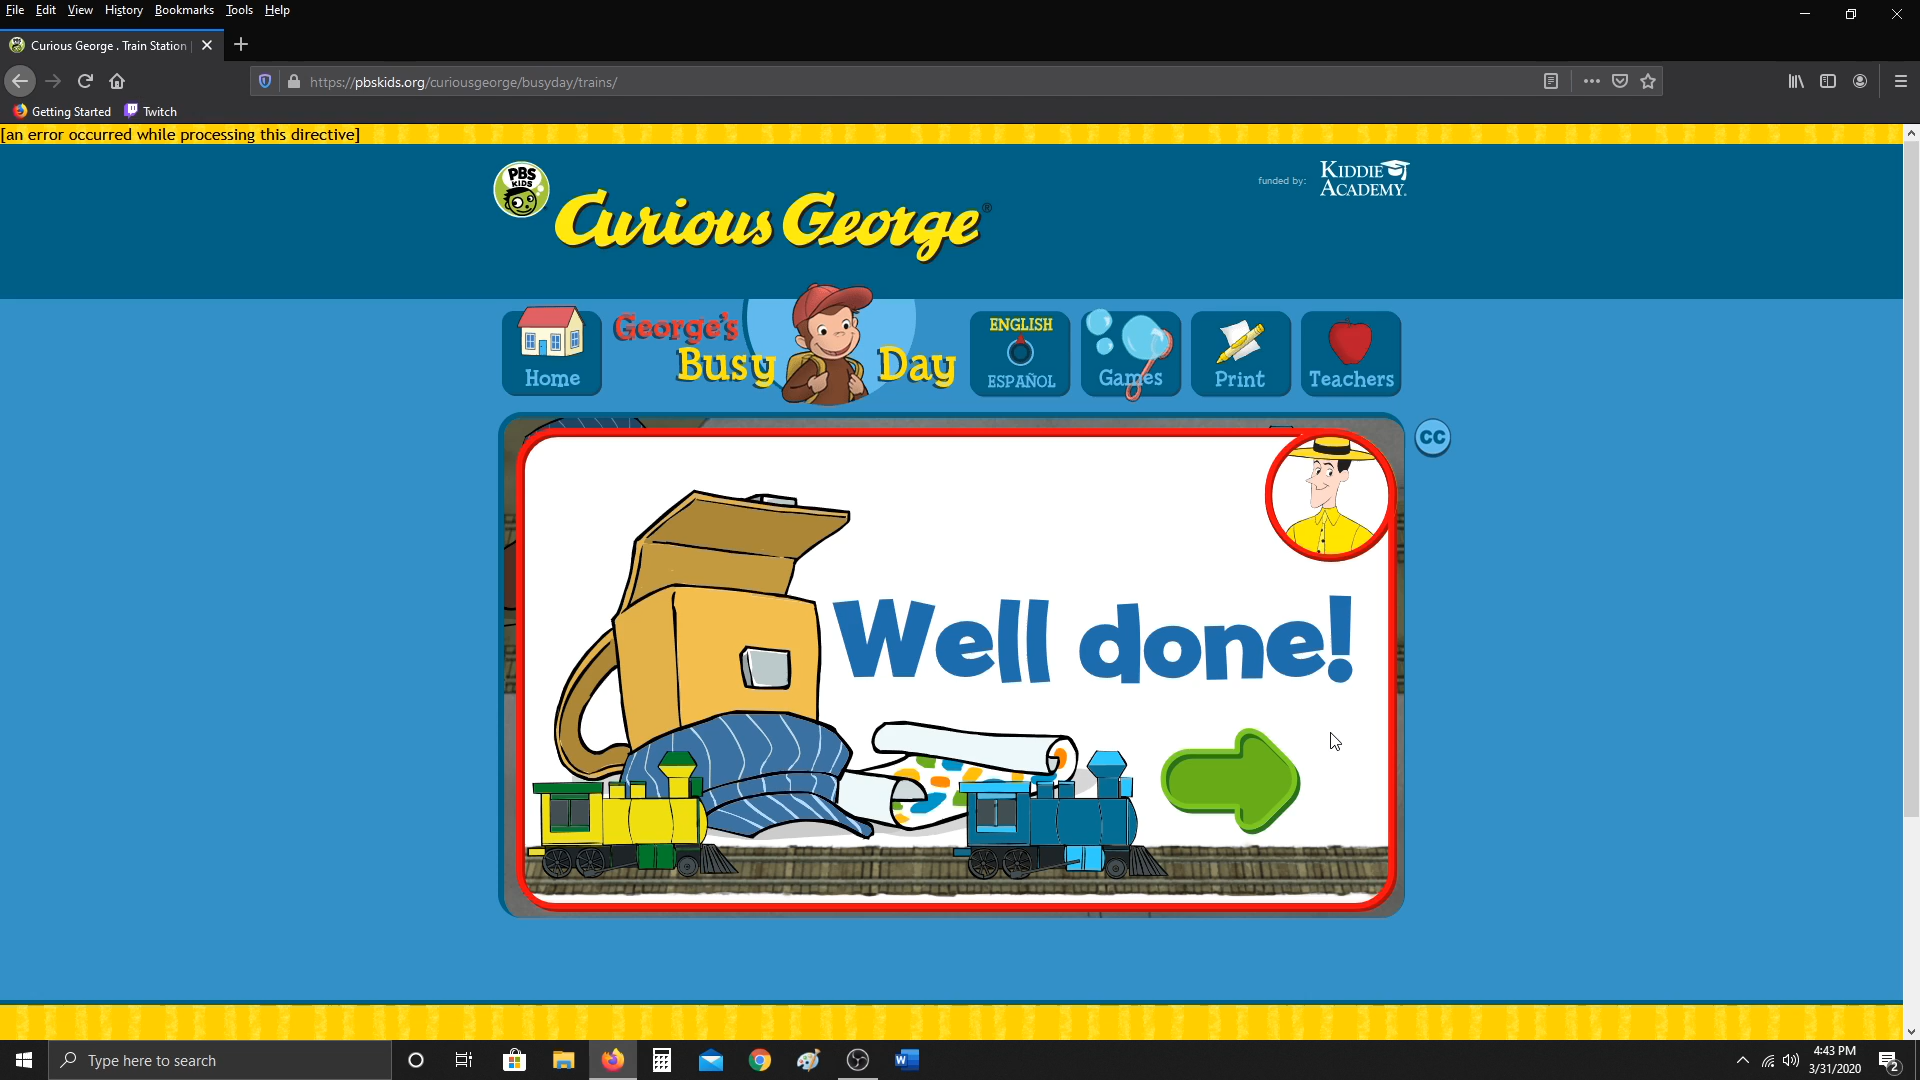 File Edit View History Bookmarks Tools Help
Curious George . Train Station |
https://pbskids.org/curiousgeorge/busyday/trains/
Getting Started Twitch
[an error occurred while processing this directive]
PBS
KIDS
Curious George®
funded by:
KIDDIE
ACADEMY.
Home
George's
Busy Day
ENGLISH
ESPAÑOL
Games
Print
Teachers
CC
Well done!
Type here to search
W
4:43 PM
3/31/2020
2